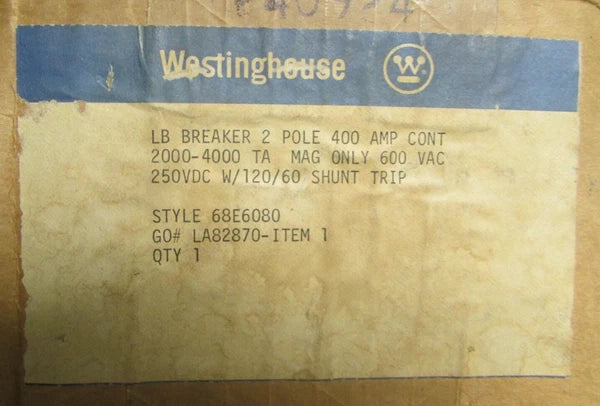 Westinghouse W
LB BREAKER 2 POLE 400 AMP CONT
2000-4000 TA MAG ONLY 600 VAC
250VDC W/120/60 SHUNT TRIP
STYLE 68E6080
GO# LA82870-ITEM 1
QTY 1